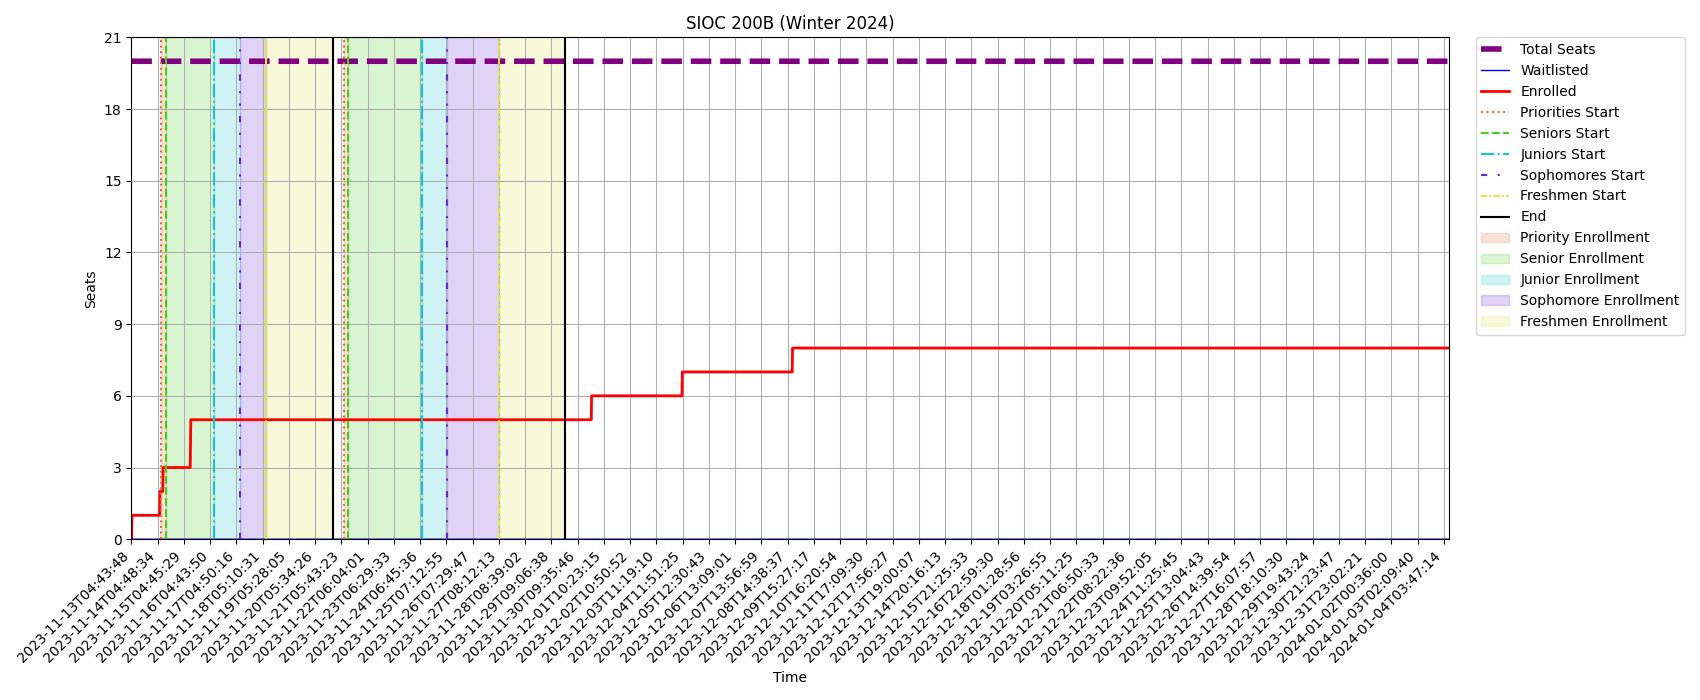 SIOC 200B (Winter 2024)
21
18
15
12
9
6
3
0
Seats
2023-11-13T04:43:48
2023-11-14T04:48:34
2023-11-15T04:45:29
2023-11-16T04:43:50
2023-11-17T04:50:16
2023-11-18T05:10:31
2023-11-19T05:28:05
2023-11-20T05:34:26
2023-11-21T05:43:23
2023-11-22T06:04:01
2023-11-23T06:29:33
2023-11-24T06:45:36
2023-11-25T07:12:55
2023-11-26T07:29:47
2023-11-27T08:12:13
2023-11-28T08:39:02
2023-11-29T09:06:38
2023-11-30T09:35:46
2023-12-01T10:23:15
2023-12-02T10:50:52
2023-12-03T11:19:10
2023-12-04T11:51:25
2023-12-05T12:30:43
2023-12-06T13:09:01
2023-12-07T13:56:59
2023-12-08T14:38:37
2023-12-09T15:27:17
2023-12-10T16:20:54
2023-12-11T17:09:30
2023-12-12T17:56:27
2023-12-13T19:00:07
2023-12-14T20:16:13
2023-12-15T21:25:33
2023-12-16T22:59:30
2023-12-18T01:28:56
2023-12-19T03:26:55
2023-12-20T05:11:25
2023-12-21T06:50:33
2023-12-22T08:22:36
2023-12-23T09:52:05
2023-12-24T11:25:45
2023-12-25T13:04:43
2023-12-26T14:39:54
2023-12-27T16:07:57
2023-12-28T18:10:30
2023-12-29T19:43:24
2023-12-30T21:23:47
2023-12-31T23:02:21
2024-01-02T00:36:00
2024-01-03T02:09:40
2024-01-04T03:47:14
Time
Total Seats
Waitlisted
Enrolled
Priorities Start
Seniors Start
Juniors Start
Sophomores Start
Freshmen Start
End
Priority Enrollment
Senior Enrollment
Junior Enrollment
Sophomore Enrollment
Freshmen Enrollment